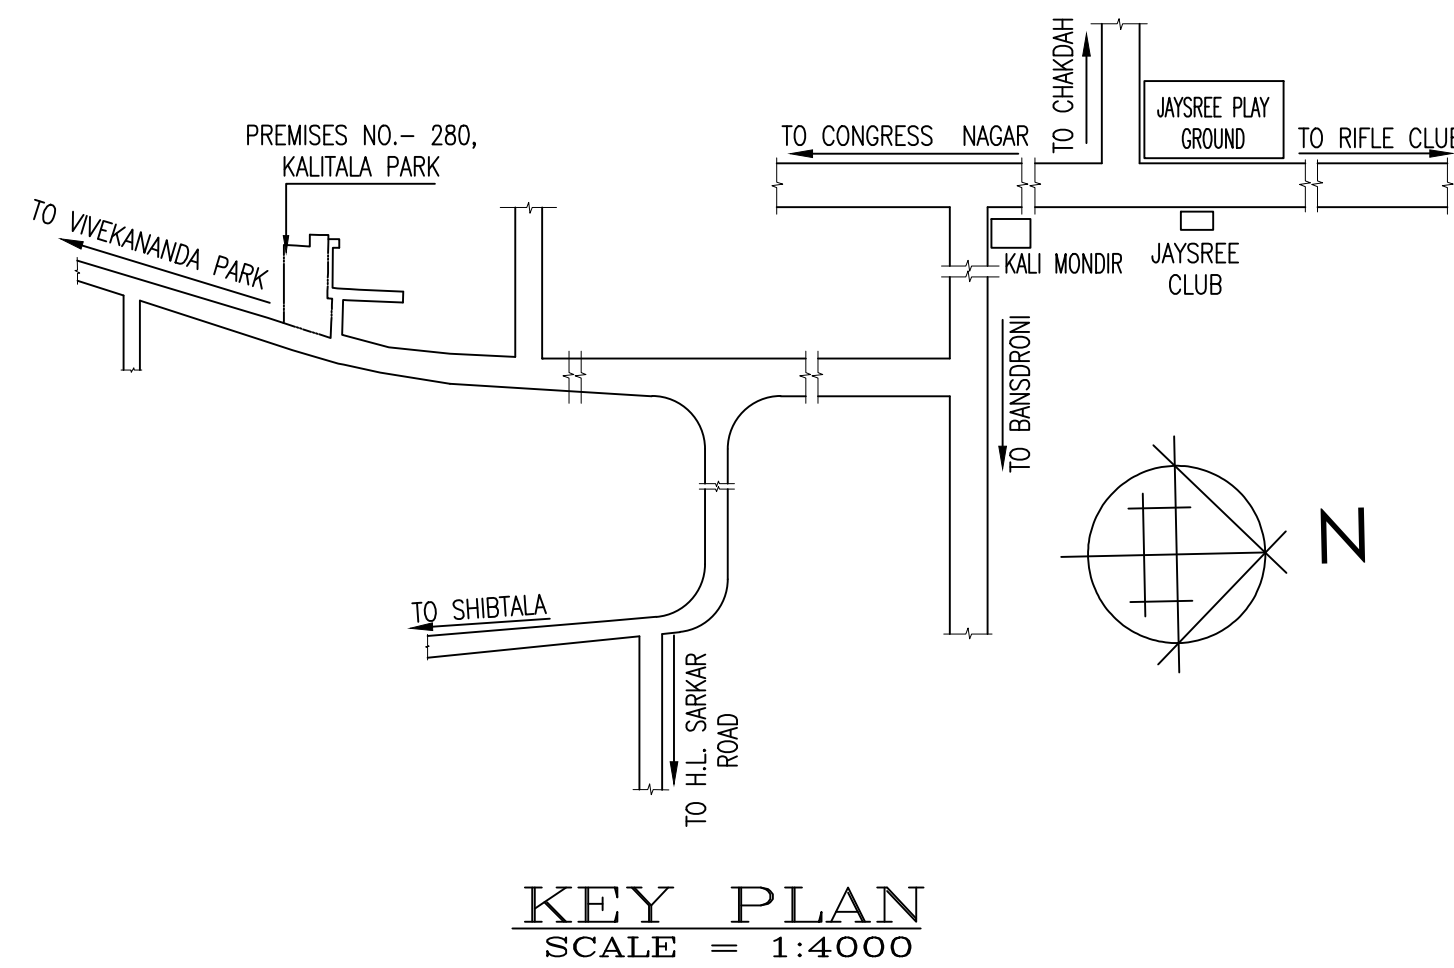 TO CHAKDAH
JAYSREE PLAY
GROUND
PREMISES NO.- 280,
KALITALA PARK
TO CONGRESS NAGAR
TO RIFLE CLUB
TO VIVEKANANDA PARK
KALI MONDIR
JAYSREE
CLUB
TO BANSDRONI
N
TO SHIBTALA
TO H.L. SARKAR
ROAD
KEY PLAN
SCALE = 1:4000